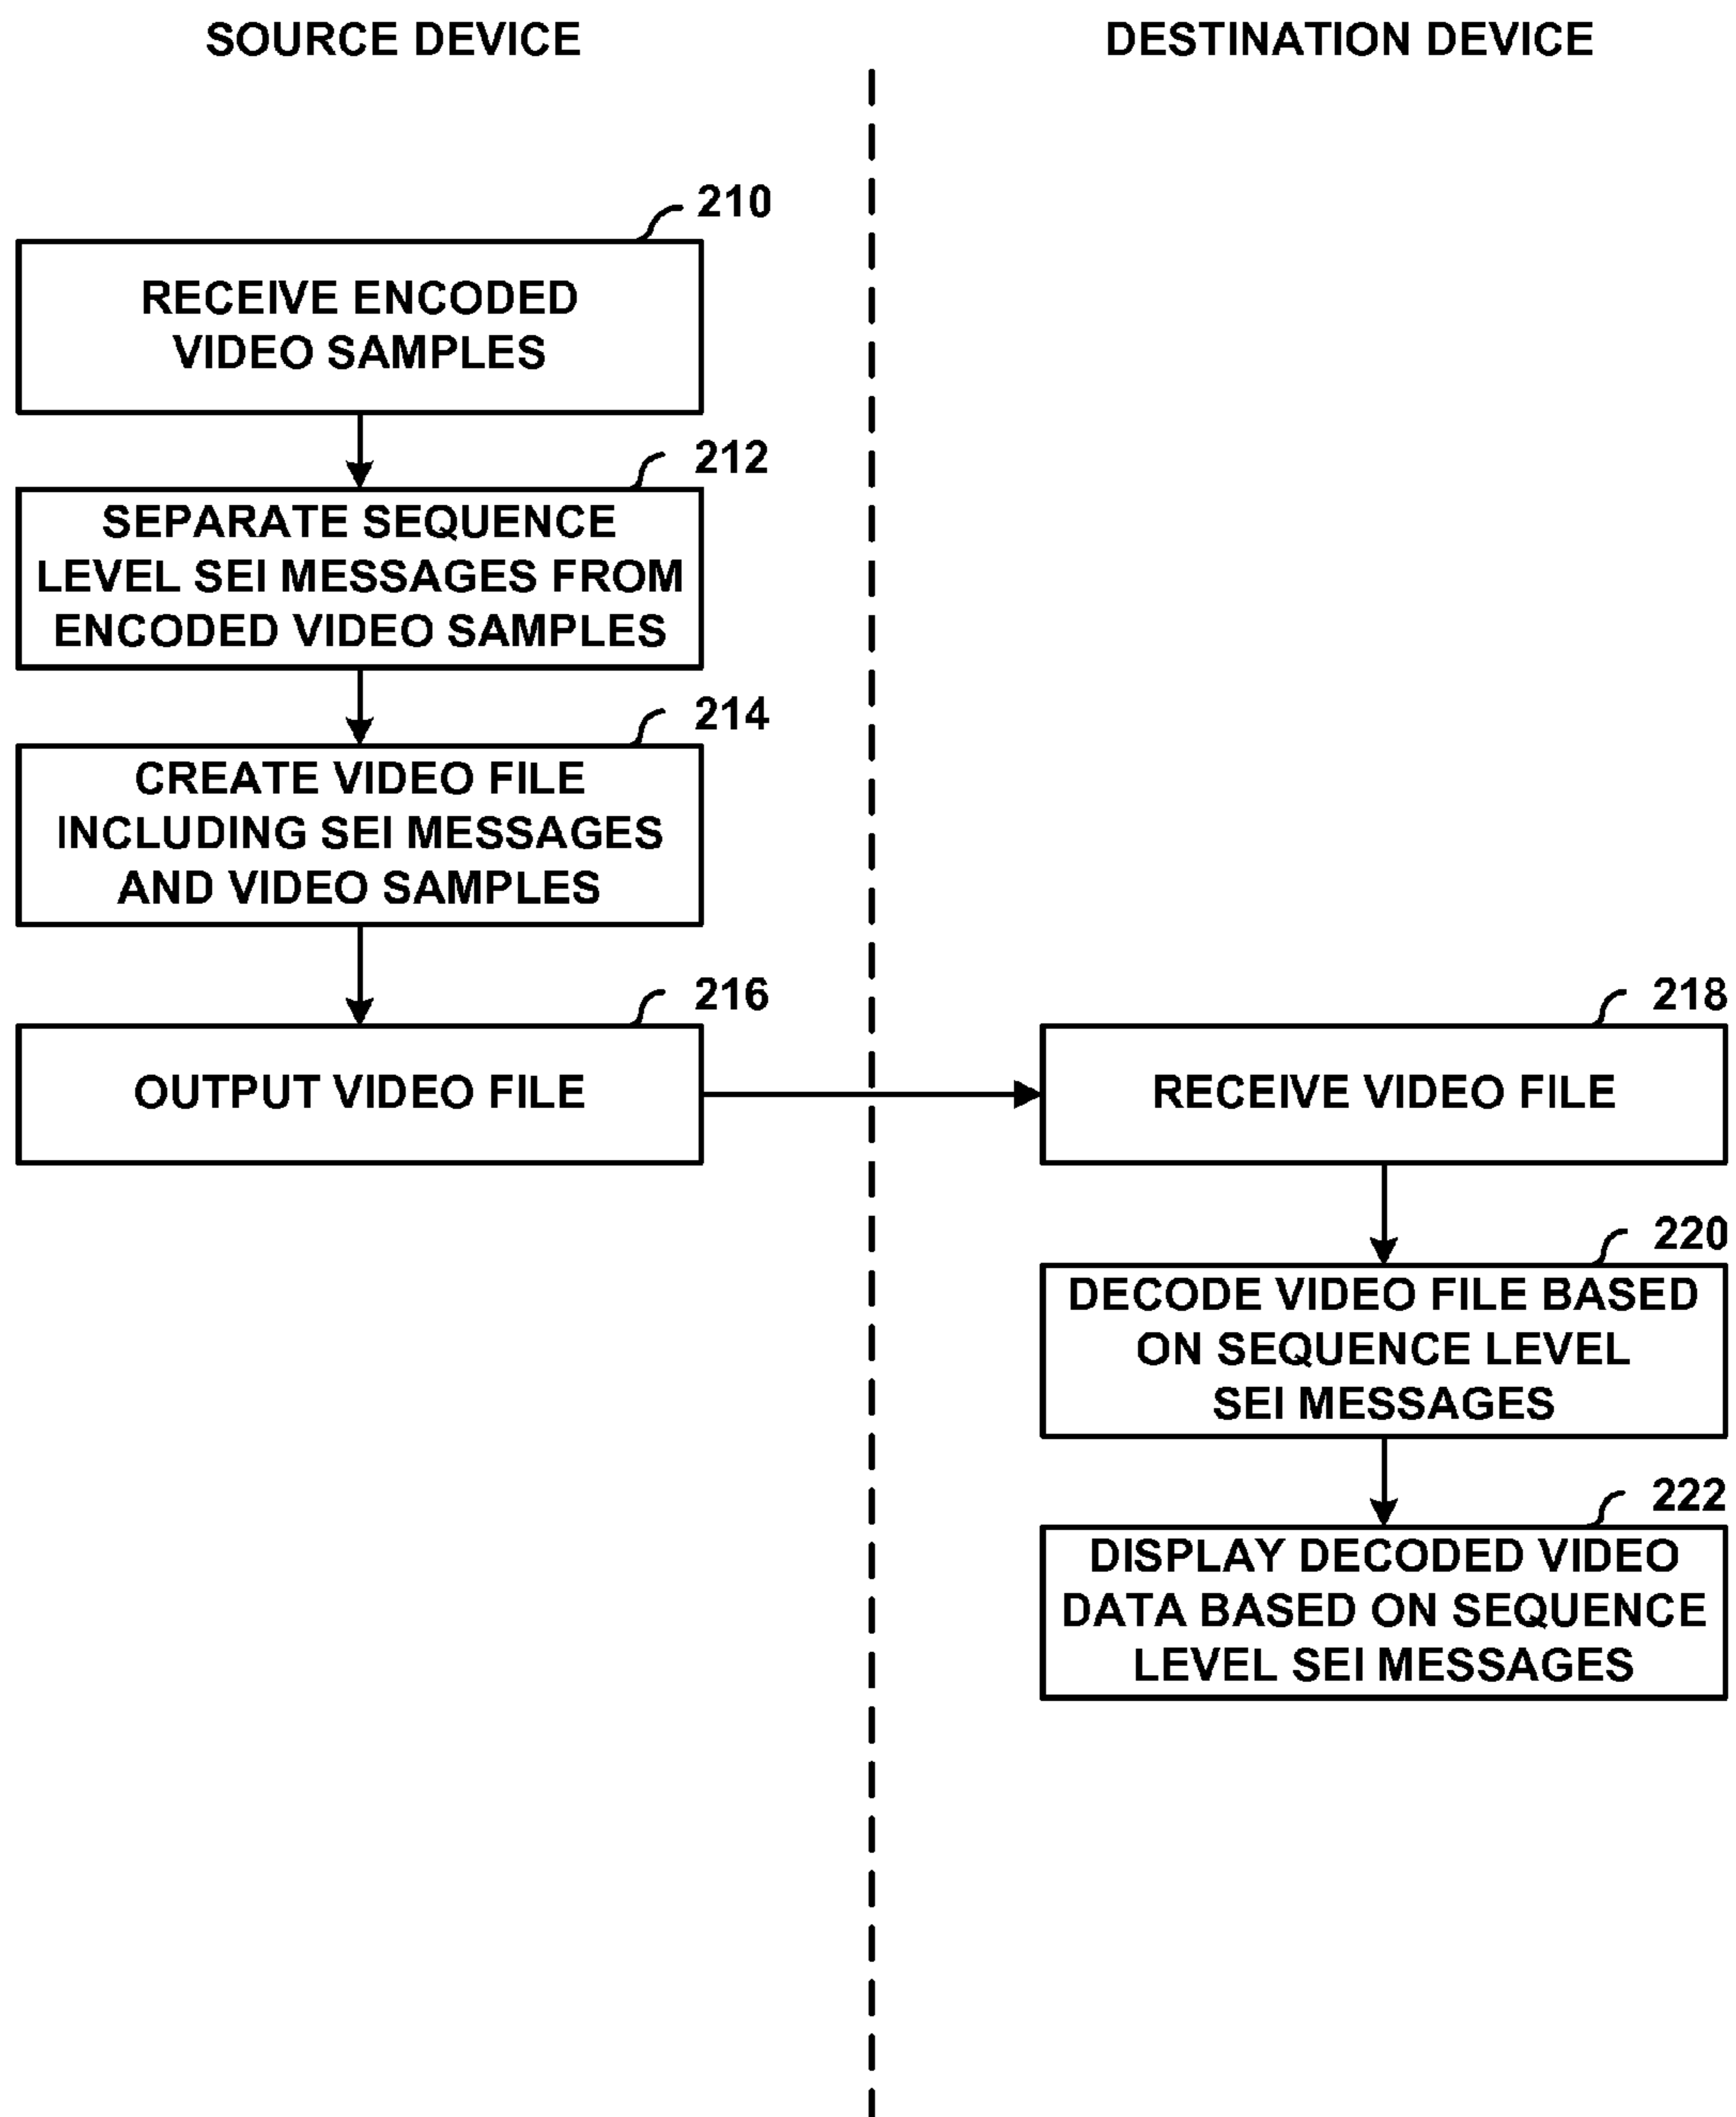 SOURCE DEVICE
DESTINATION DEVICE
210
RECEIVE ENCODED
VIDEO SAMPLES
212
SEPARATE SEQUENCE
LEVEL SEI MESSAGES FROM
ENCODED VIDEO SAMPLES
214
CREATE VIDEO FILE
INCLUDING SEI MESSAGES
AND VIDEO SAMPLES
216
OUTPUT VIDEO FILE
218
RECEIVE VIDEO FILE
220
DECODE VIDEO FILE BASED
ON SEQUENCE LEVEL
SEI MESSAGES
222
DISPLAY DECODED VIDEO
DATA BASED ON SEQUENCE
LEVEL SEI MESSAGES